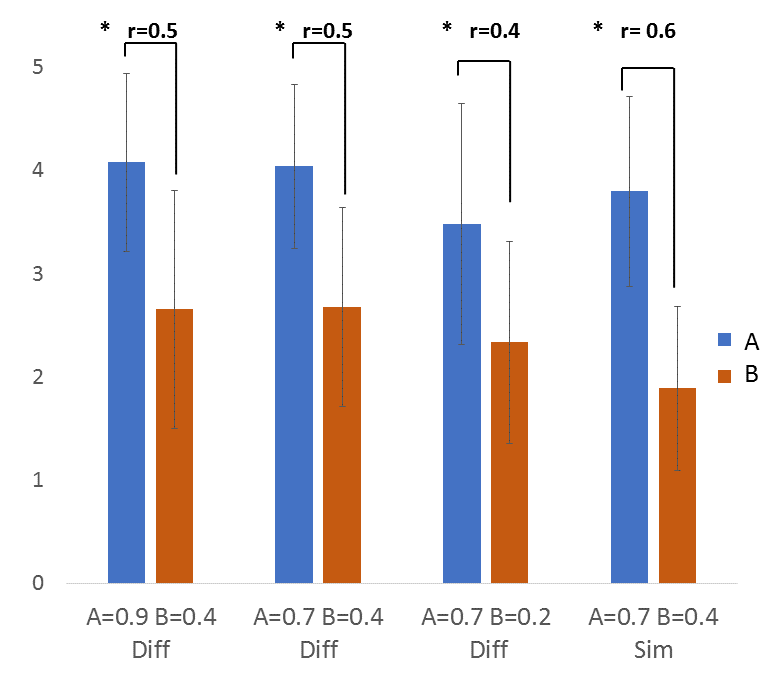 * r=0.5
* r=0.5
* r=0.4
* r= 0.6
5
4
3
2
1
0
A
B
A=0.9 B=0.4
Diff
A=0.7 B=0.4
Diff
A=0.7 B=0.2
Diff
A=0.7 B=0.4
Sim